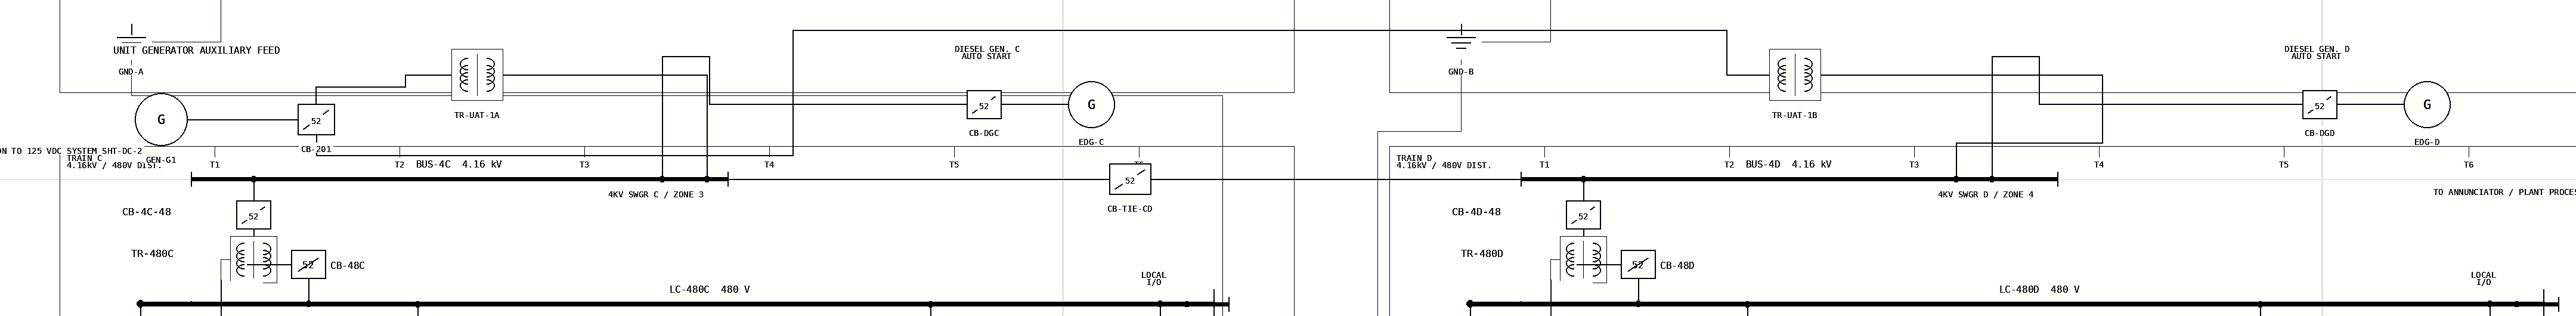 UNIT GENERATOR AUXILIARY FEED
GND-A
G
GEN-G1
52
CB-201
TR-UAT-1A
DIESEL GEN. C
AUTO START
52
CB-DGC
G
EDG-C
GND-B
TR-UAT-1B
DIESEL GEN. D
AUTO START
52
CB-DGD
G
EDG-D
ON TO 125 VDC SYSTEM SHT-DC-2
TRAIN C
4.16kV / 480V DIST.
T1
T2
BUS-4C 4.16 kV
T3
T4
T5
TRAIN D
4.16kV / 480V DIST.
T1
T2
BUS-4D 4.16 kV
T3
T4
T5
T6
4KV SWGR C / ZONE 3
52
CB-TIE-CD
4KV SWGR D / ZONE 4
TO ANNUNCIATOR / PLANT PROCES
CB-4C-48
52
TR-480C
52
CB-48C
LC-480C 480 V
LOCAL
I/O
CB-4D-48
52
TR-480D
52
CB-48D
LC-480D 480 V
LOCAL
I/O